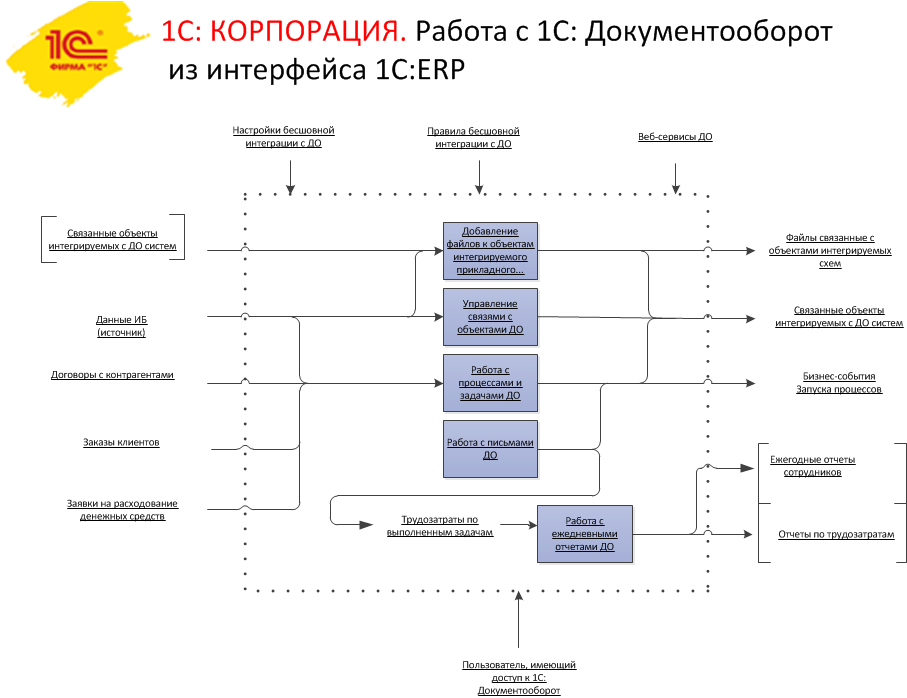 1С: КОРПОРАЦИЯ. Работа с 1С: Документооборот
из интерфейса 1С:ERP
1С
ФИРМА "1С"
Настройки бесшовной
интеграции с ДО
Правила бесшовной
интеграции с ДО
Веб-сервисы ДО
Связанные объекты
интегрируемых с ДО систем
Добавление
файлов к объектам
интегрируемого
прикладного...
Файлы связанные с
объектами интегрируемых
схем
Данные ИБ
(источник)
Управление
связями с
объектами ДО
Связанные объекты
интегрируемых с ДО систем
Договоры с контрагентами
Работа с
процессами и
задачами ДО
Бизнес-события
Запуска процессов
Заказы клиентов
Работа с письмами
ДО
Ежегодные отчеты
сотрудников
Заявки на расходование
денежных средств
Трудозатраты по
выполненным задачам
Работа с
ежедневными
отчетами ДО
Отчеты по трудозатратам
Пользователь, имеющий
доступ к 1С:
Документооборот